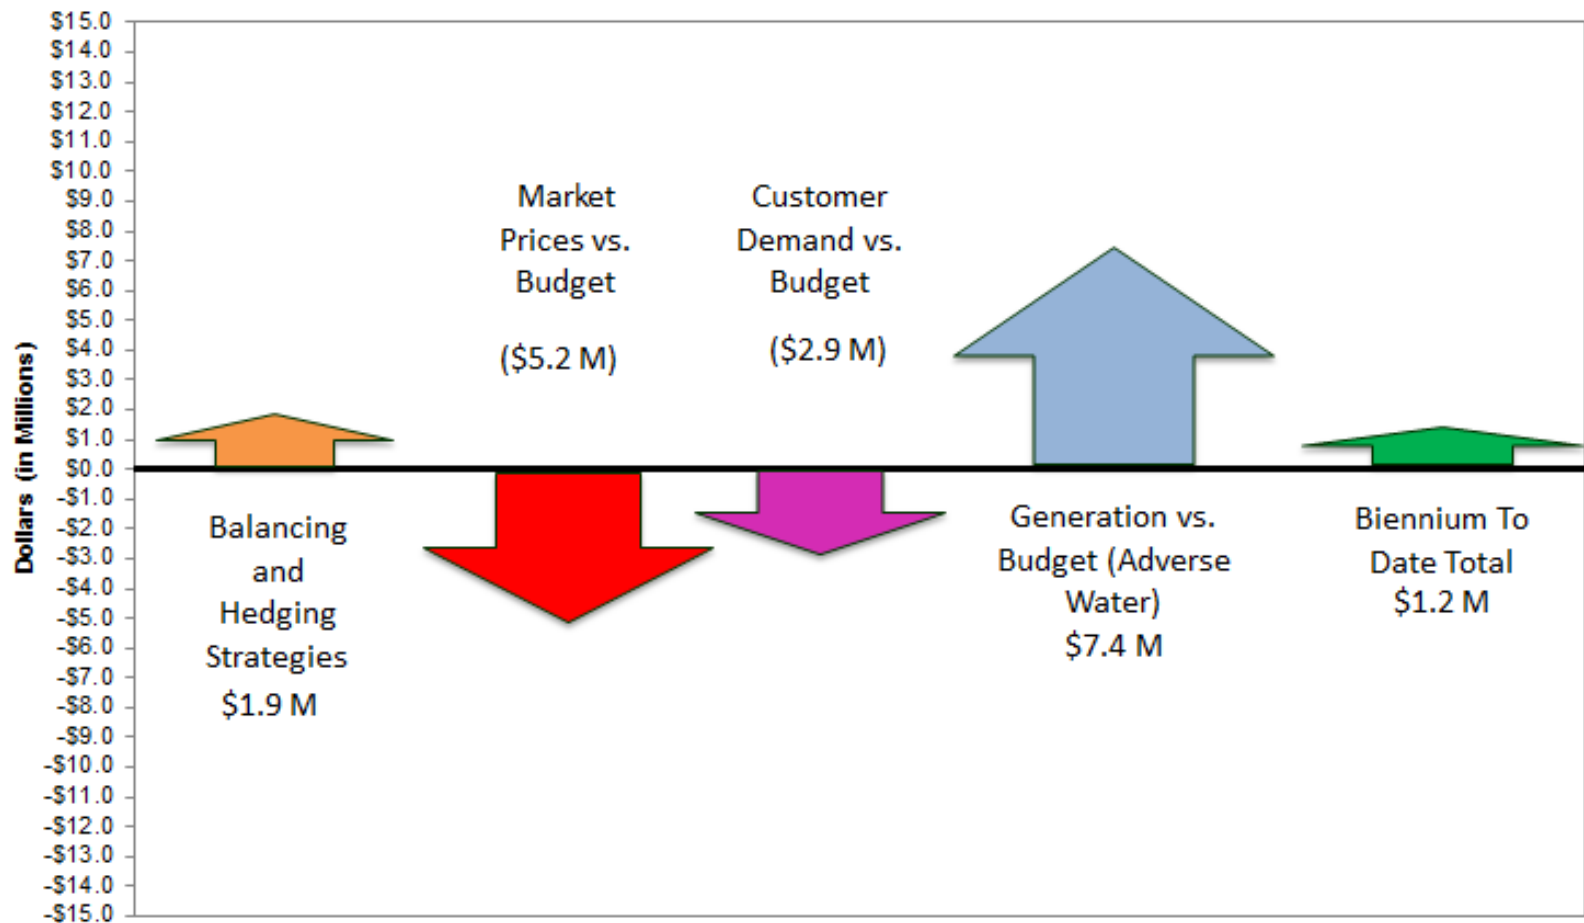 $15.0
$14.0
$13.0
$12.0
$11.0
$10.0
$9.0
$8.0
$7.0
$6.0
$5.0
$4.0
$3.0
$2.0
$1.0
$0.0
-$1.0
-$2.0
-$3.0
-$4.0
-$5.0
-$6.0
-$7.0
-$8.0
-$9.0
-$10.0
-$11.0
-$12.0
-$13.0
-$14.0
-$15.0
Dollars (in Millions)
Balancing
and
Hedging
Strategies
$1.9 M
Market
Prices vs.
Budget
($5.2 M)
Customer
Demand vs.
Budget
($2.9 M)
Generation vs.
Budget (Adverse
Water)
$7.4 M
Biennium To
Date Total
$1.2 M